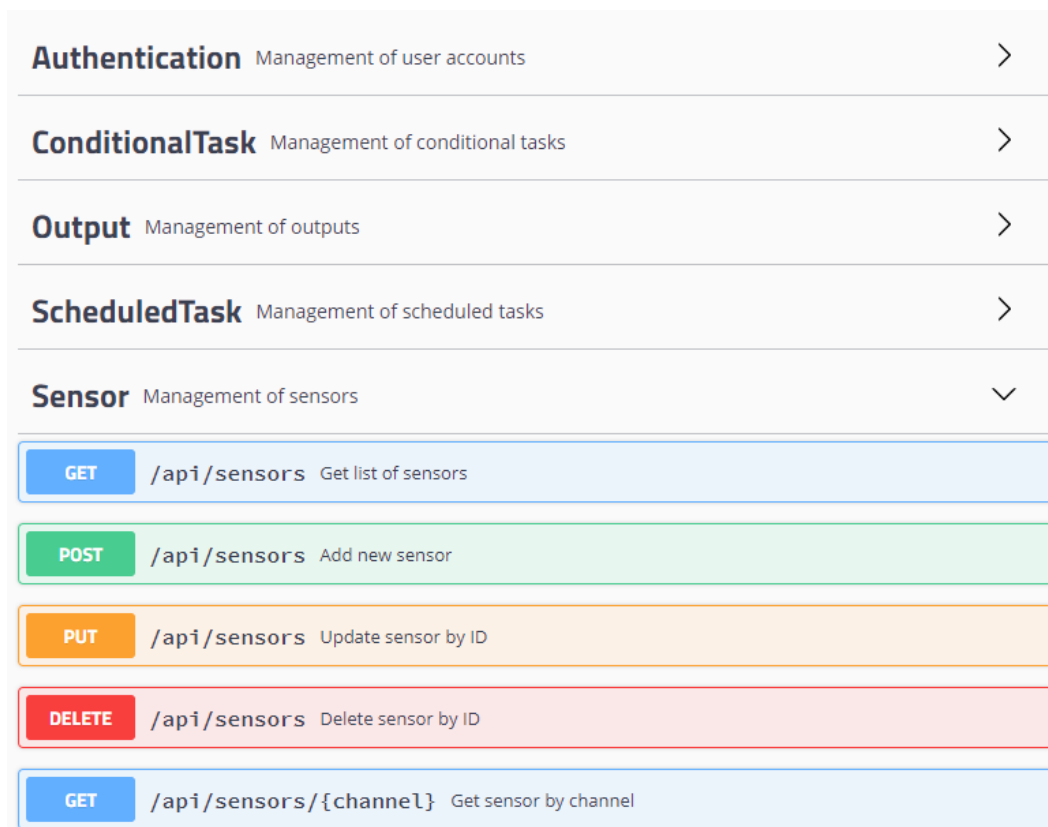 Authentication Management of user accounts
ConditionalTask Management of conditional tasks
Output Management of outputs
ScheduledTask Management of scheduled tasks
Sensor Management of sensors
GET /api/sensors Get list of sensors
POST /api/sensors Add new sensor
PUT /api/sensors Update sensor by ID
DELETE /api/sensors Delete sensor by ID
GET /api/sensors/{channel} Get sensor by channel